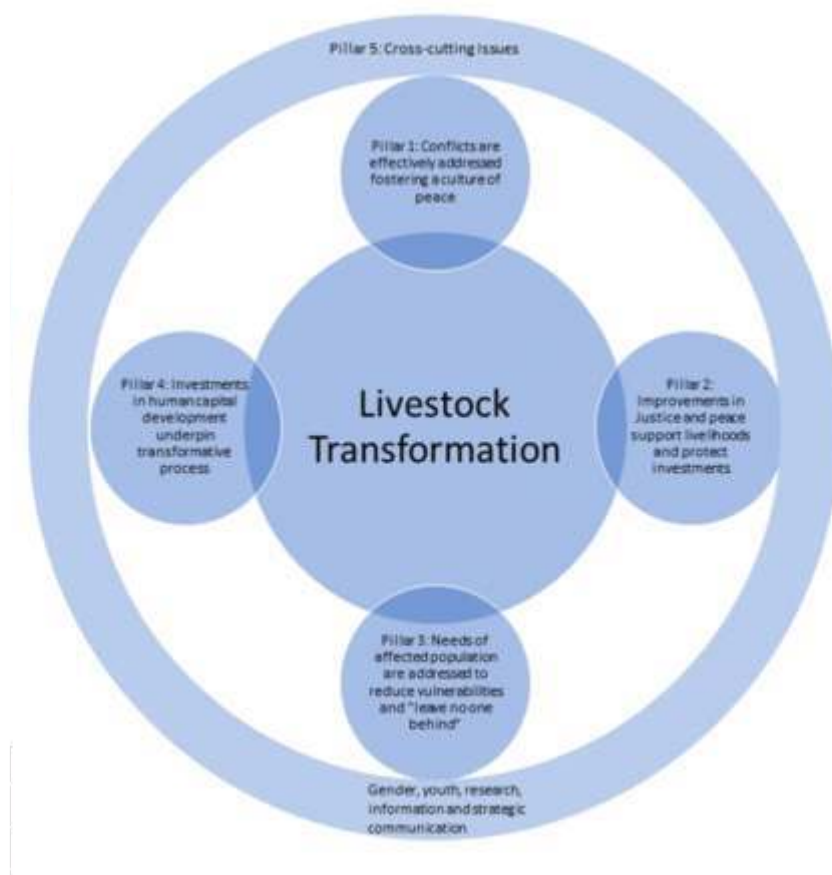 Pillar 5: Cross-cutting Issues
Pillar 1: Conflicts are
effectively addressed
fostering a culture of
peace
Livestock
Transformation
Pillar 4: Investments
in human capital
development
underpin
transformative
process
Pillar 2:
Improvements in
Justice and peace
support livelihoods
and protect
investments
Pillar 3: Needs of
affected population
are addressed to
reduce vulnerabilities
and "leave no one
behind"
Gender, youth, research,
information and strategic
communication